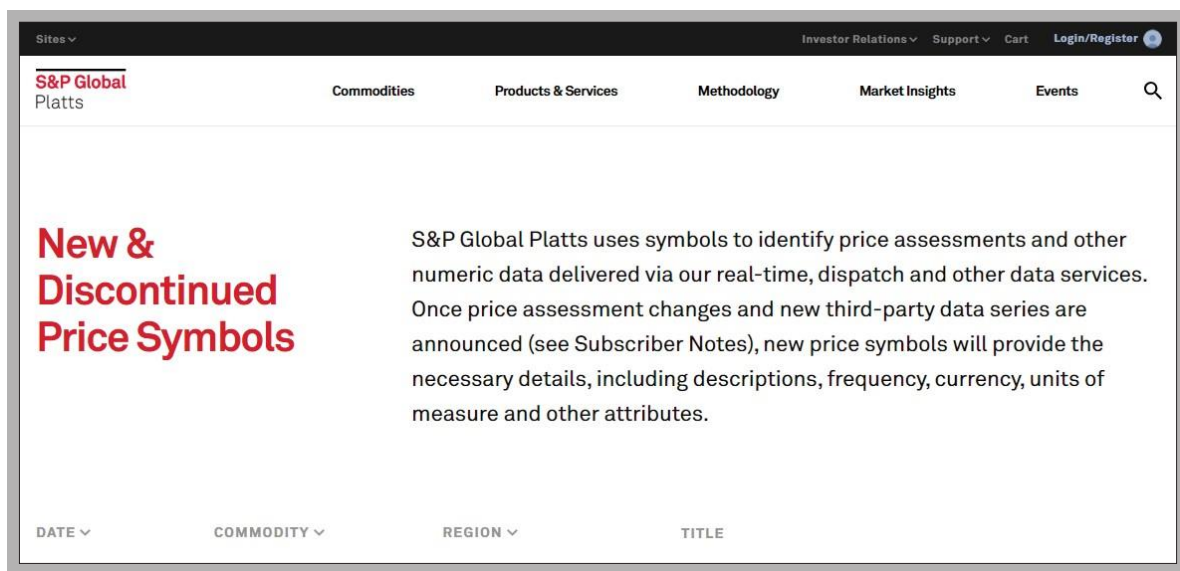 Sites
Investor Relations Support Cart Login/Register
S&P Global
Platts
Commodities Products & Services Methodology Market Insights Events
New &
Discontinued
Price Symbols
S&P Global Platts uses symbols to identify price assessments and other
numeric data delivered via our real-time, dispatch and other data services.
Once price assessment changes and new third-party data series are
announced (see Subscriber Notes), new price symbols will provide the
necessary details, including descriptions, frequency, currency, units of
measure and other attributes.
DATE COMMODITY REGION TITLE